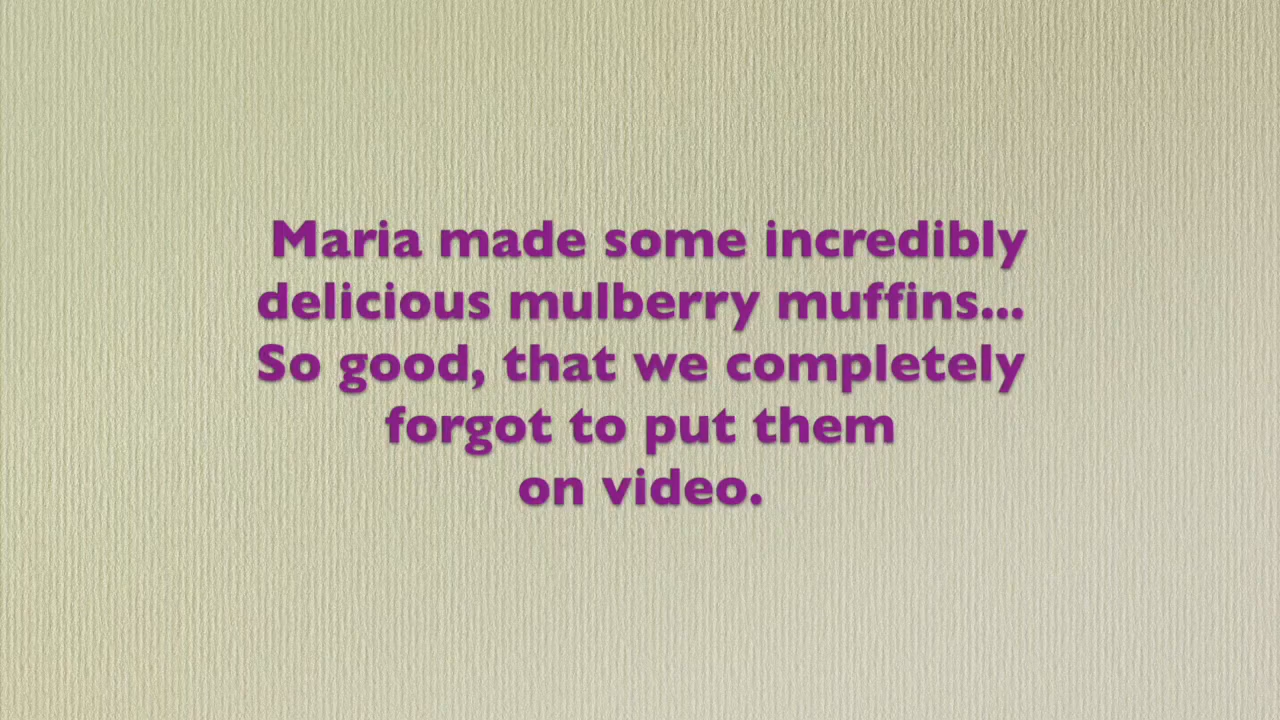 Maria made some incredibly
delicious mulberry muffins...
So good, that we completely
forgot to put them
on video.